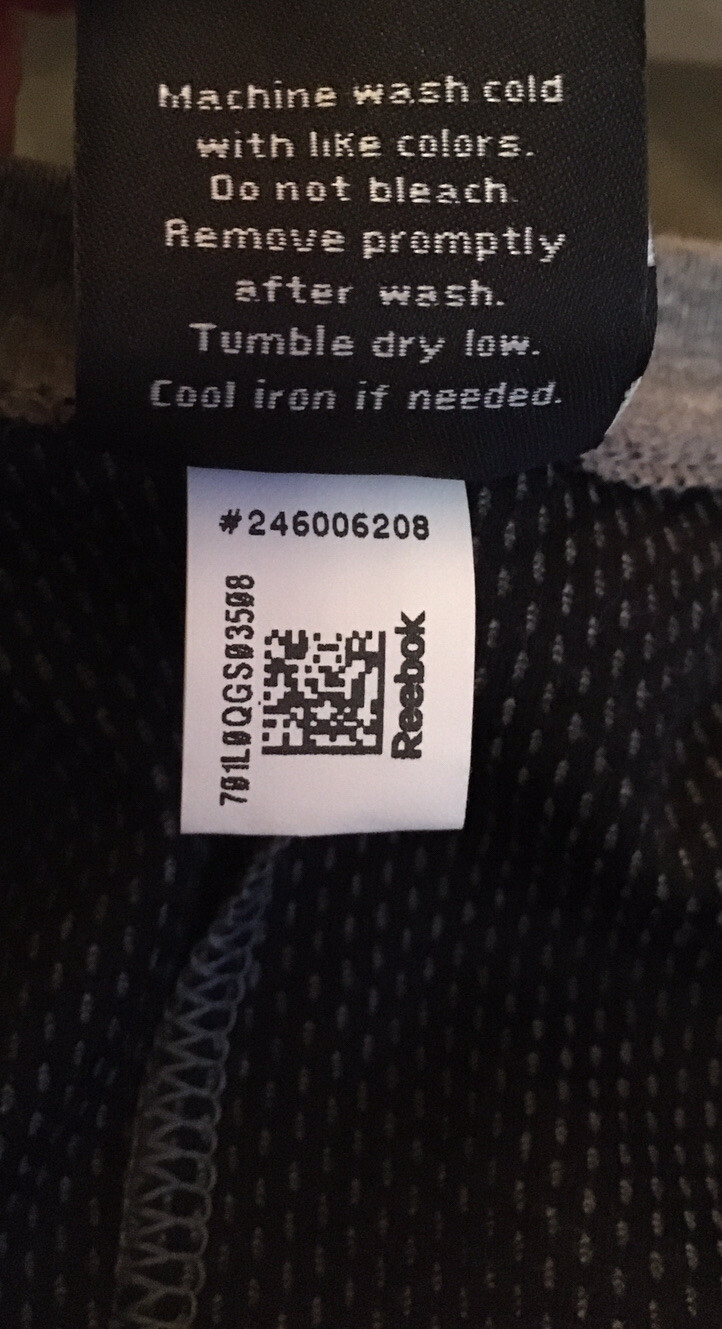 Machine wash cold
with like colors.
Do not bleach.
Remove promptly
after wash.
Tumble dry low.
Cool iron if needed.
#246006208
701L0QGS03508
Reebok